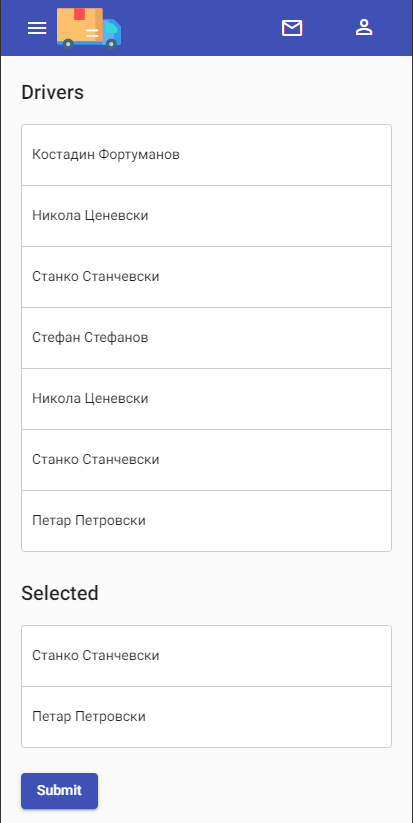 Drivers
Костадин Фортуманов
Никола Ценевски
Станко Станчевски
Стефан Стефанов
Никола Ценевски
Станко Станчевски
Петар Петровски
Selected
Станко Станчевски
Петар Петровски
Submit